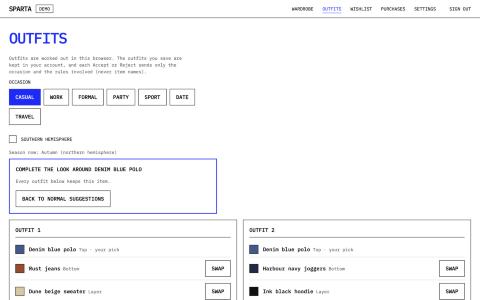 SPARTA DEMO WARDROBE OUTFITS WISHLIST PURCHASES SETTINGS SIGN OUT
OUTFITS
Outfits are worked out in this browser. The outfits you save are
kept in your account, and each Accept or Reject sends only the
occasion and the rules involved (never item names).
OCCASION
CASUAL WORK FORMAL PARTY SPORT DATE
TRAVEL
SOUTHERN HEMISPHERE
Season now: Autumn (northern hemisphere)
COMPLETE THE LOOK AROUND DENIM BLUE POLO
Every outfit below keeps this item.
BACK TO NORMAL SUGGESTIONS
OUTFIT 1
Denim blue polo Top · your pick
Rust jeans Bottom SWAP
Dune beige sweater Layer SWAP
OUTFIT 2
Denim blue polo Top · your pick
Harbour navy joggers Bottom SWAP
Ink black hoodie Layer SWAP